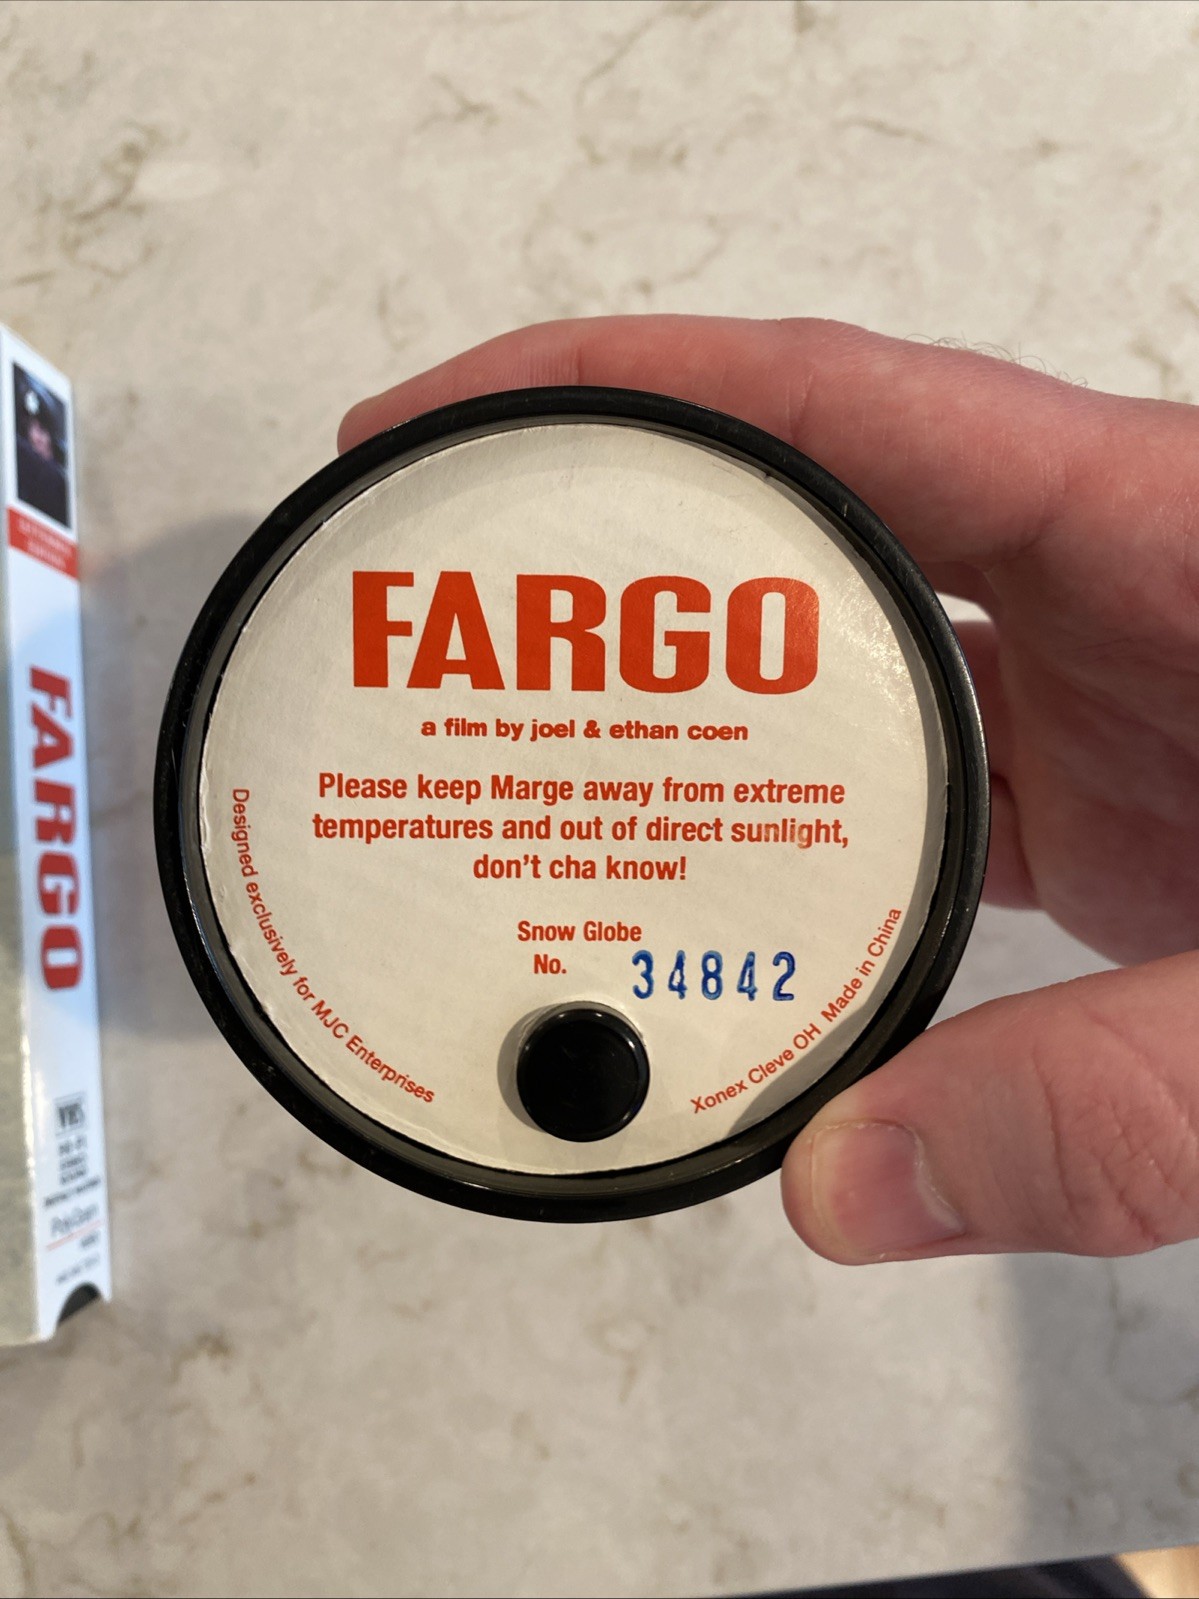 FARGO
a film by joel & ethan coen
Please keep Marge away from extreme
temperatures and out of direct sunlight,
don't cha know!
Snow Globe
No. 34842
Designed exclusively for MJC Enterprises
Xonex Cleve OH Made in China
FARGO
VHS
PolyGram